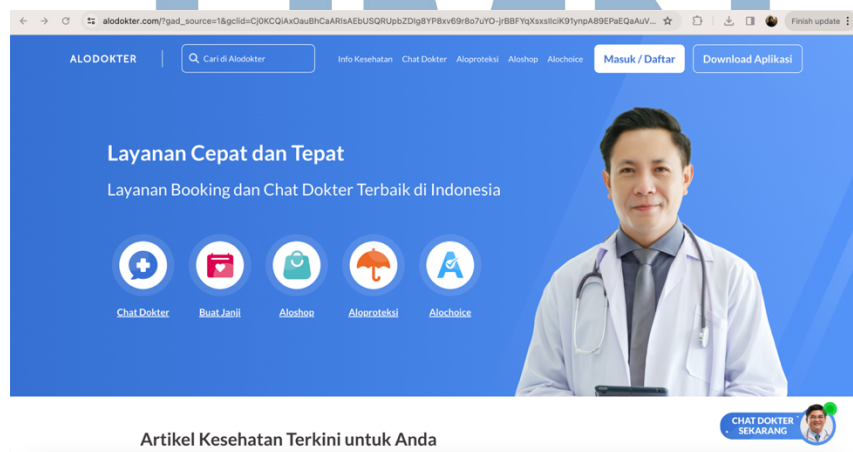 alodokter.com/?gad_source=1&gclid=Cj0KCQiAxOauBhCaARIsAEbUSQRUpbZDIg8YP8xv69r8o7uYO-jrBBFYqXsxsIIciK91ynpA89EPaEQaAuV...
Finish update
ALODOKTER
Cari di Alodokter
Info Kesehatan Chat Dokter Aloproteksi Aloshop Alochoice
Masuk / Daftar
Download Aplikasi
Layanan Cepat dan Tepat
Layanan Booking dan Chat Dokter Terbaik di Indonesia
Chat Dokter Buat Janji Aloshop Aloproteksi Alochoice
CHAT DOKTER
SEKARANG
Artikel Kesehatan Terkini untuk Anda